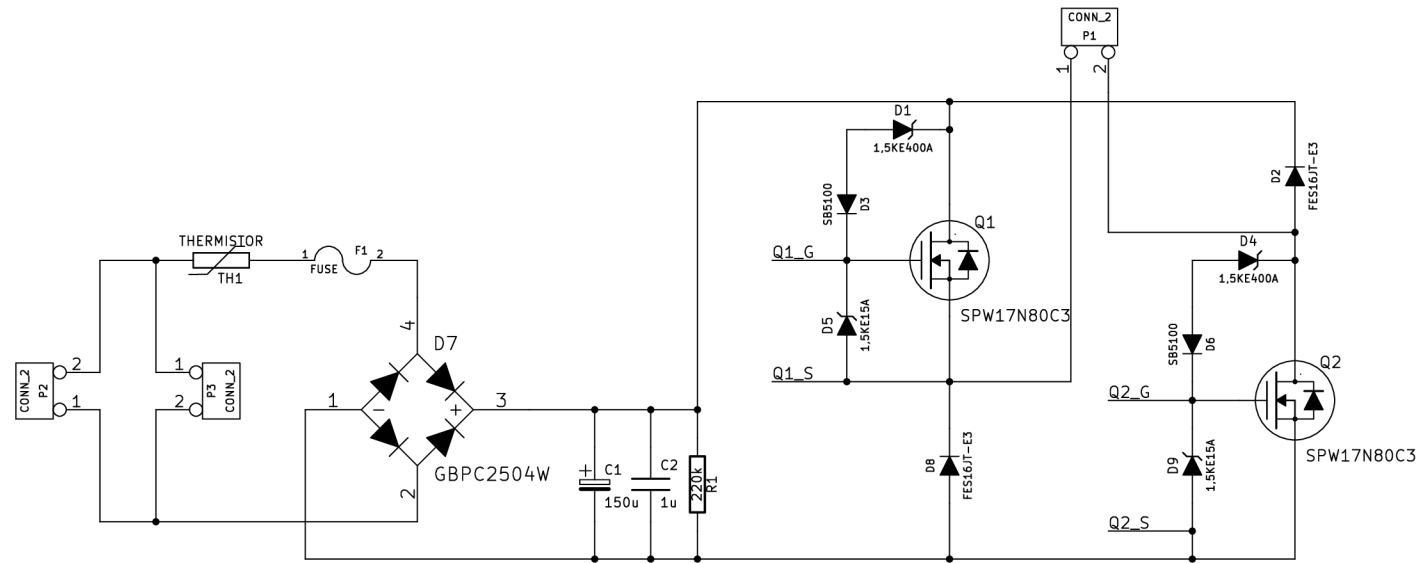 CONN_2
P1
1
2
D1
1,5KE400A
SB5100
D3
D2
FES16JT-E3
Q1
Q1_G
SPW17N80C3
D4
1,5KE400A
THERMISTOR
TH1
1
F1
2
FUSE
D5
1,5KE15A
4
D7
Q1_S
SB5100
D6
Q2
CONN_2
P2
2
1
1
2
P3
CONN_2
1
-
+
3
GBPC2504W
2
+
C1
150u
C2
1u
220k
R1
D8
FES16JT-E3
Q2_G
D9
1,5KE15A
SPW17N80C3
Q2_S